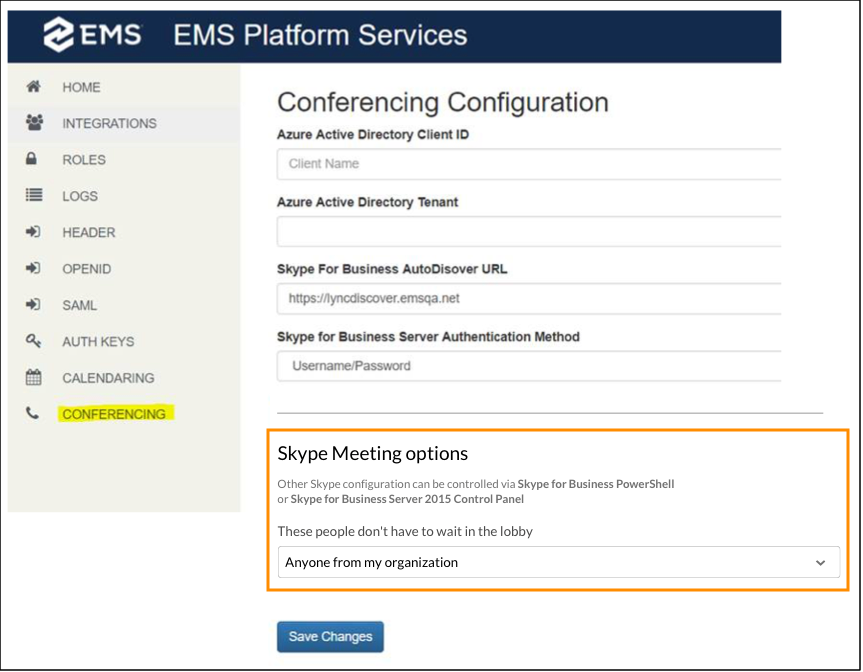 EMS EMS Platform Services
HOME
INTEGRATIONS
ROLES
LOGS
HEADER
OPENID
SAML
AUTH KEYS
CALENDARING
CONFERENCING
Conferencing Configuration
Azure Active Directory Client ID
Client Name
Azure Active Directory Tenant
Skype For Business AutoDisover URL
https://lyncdiscover.emsqa.net
Skype for Business Server Authentication Method
Username/Password
Skype Meeting options
Other Skype configuration can be controlled via Skype for Business PowerShell
or Skype for Business Server 2015 Control Panel
These people don't have to wait in the lobby
Anyone from my organization
Save Changes